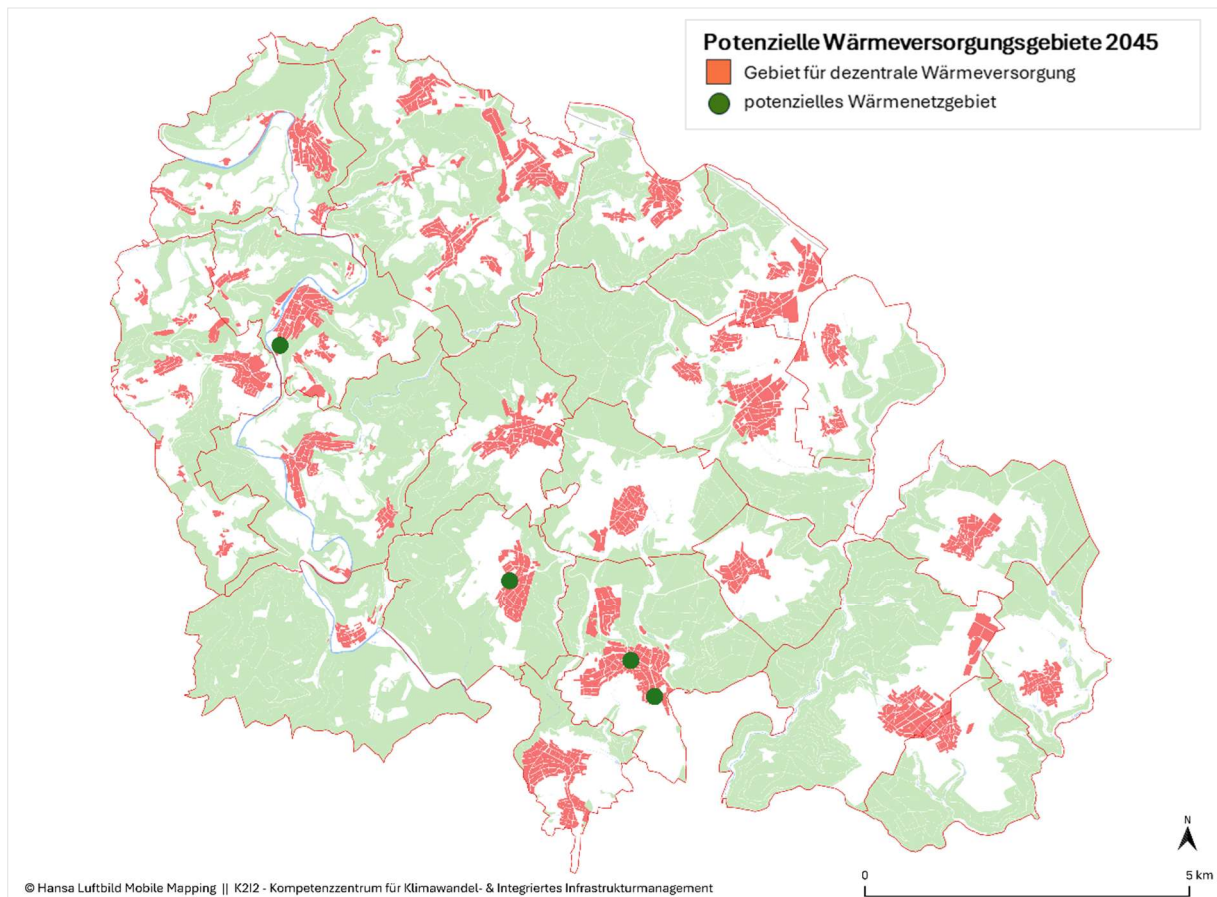 Potenzielle Wärmeversorgungsgebiete 2045
Gebiet für dezentrale Wärmeversorgung
potenzielles Wärmenetzgebiet
N
© Hansa Luftbild Mobile Mapping || K2I2 - Kompetenzzentrum für Klimawandel- & Integriertes Infrastrukturmanagement
0 5 km